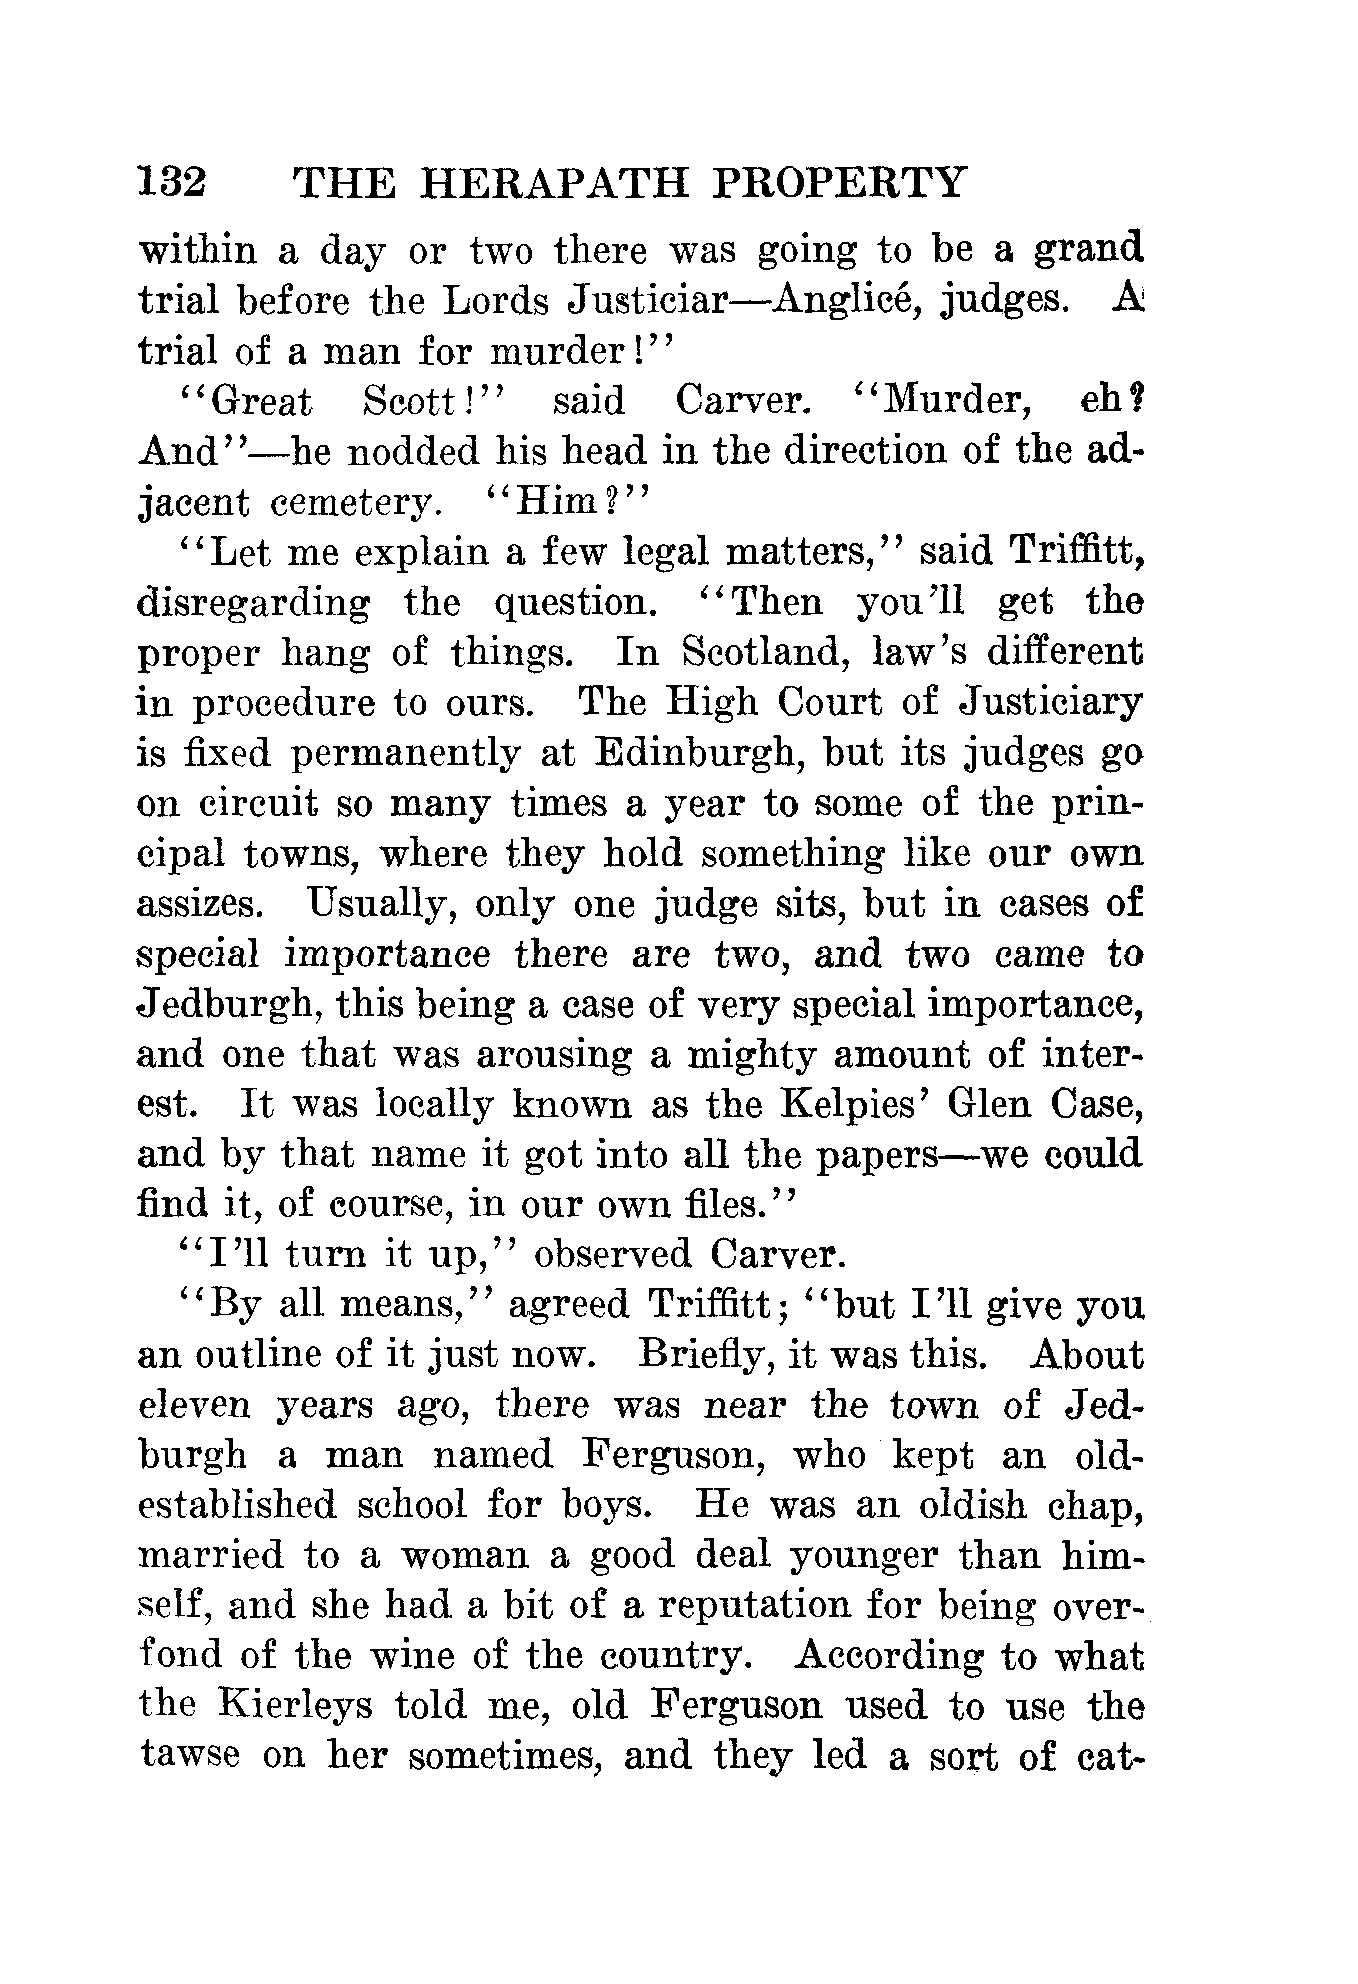 132 THE HERAPATH PROPERTY
within a day or two there was going to be a grand
trial before the Lords Justiciar—Anglicé, judges. A
trial of a man for murder!"
"Great Scott!" said Carver. "Murder, eh?
And"—he nodded his head in the direction of the ad-
jacent cemetery. "Him?"
"Let me explain a few legal matters," said Triffitt,
disregarding the question. "Then you'll get the
proper hang of things. In Scotland, law's different
in procedure to ours. The High Court of Justiciary
is fixed permanently at Edinburgh, but its judges go
on circuit so many times a year to some of the prin-
cipal towns, where they hold something like our own
assizes. Usually, only one judge sits, but in cases of
special importance there are two, and two came to
Jedburgh, this being a case of very special importance,
and one that was arousing a mighty amount of inter-
est. It was locally known as the Kelpies' Glen Case,
and by that name it got into all the papers—we could
find it, of course, in our own files."
"I'll turn it up," observed Carver.
"By all means," agreed Triffitt; "but I'll give you
an outline of it just now. Briefly, it was this. About
eleven years ago, there was near the town of Jed-
burgh a man named Ferguson, who kept an old-
established school for boys. He was an oldish chap,
married to a woman a good deal younger than him-
self, and she had a bit of a reputation for being over-
fond of the wine of the country. According to what
the Kierleys told me, old Ferguson used to use the
tawse on her sometimes, and they led a sort of cat-